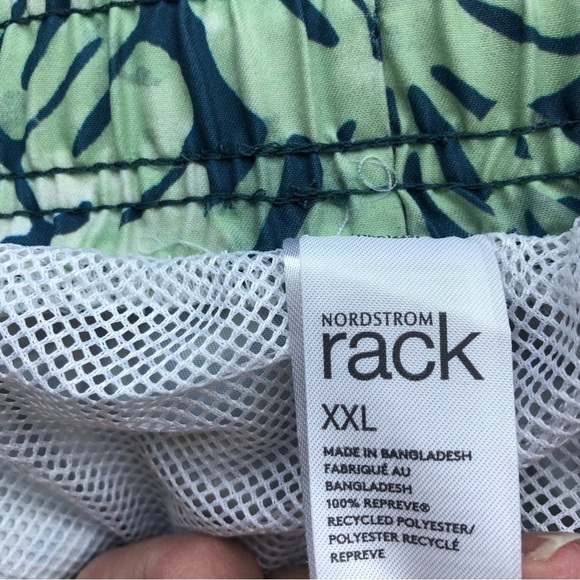 NORDSTROM
rack
XXL
MADE IN BANGLADESH
FABRIQUÉ AU
BANGLADESH
100% REPREVE®
RECYCLED POLYESTER/
POLYESTER RECYCLÉ
REPREVE